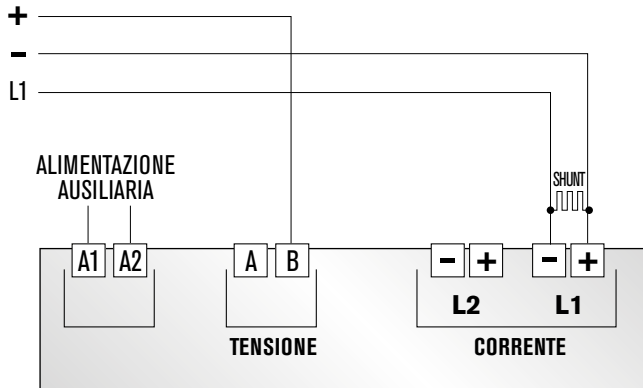 +
-
L1
ALIMENTAZIONE
AUSILIARIA
SHUNT
A1 A2 A B - + - +
L2 L1
TENSIONE CORRENTE